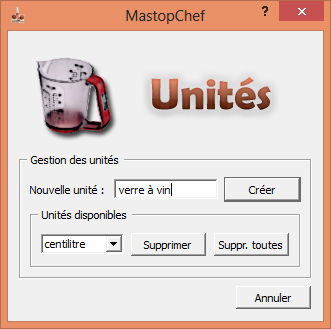 MastopChef
?
Unités
Gestion des unités
Nouvelle unité : verre à vin Créer
Unités disponibles
centilitre Supprimer Suppr. toutes
Annuler